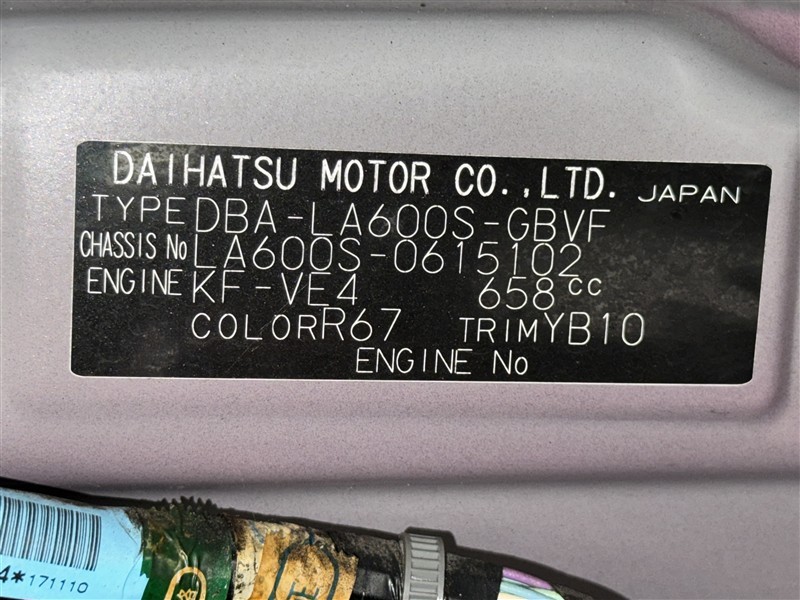 DAIHATSU MOTOR CO.,LTD. JAPAN
TYPE DBA-LA600S-GBVF
CHASSIS No LA600S-0615102
ENGINE KF-VE4 658cc
COLOR R67 TRIM YB10
ENGINE No
4*171110